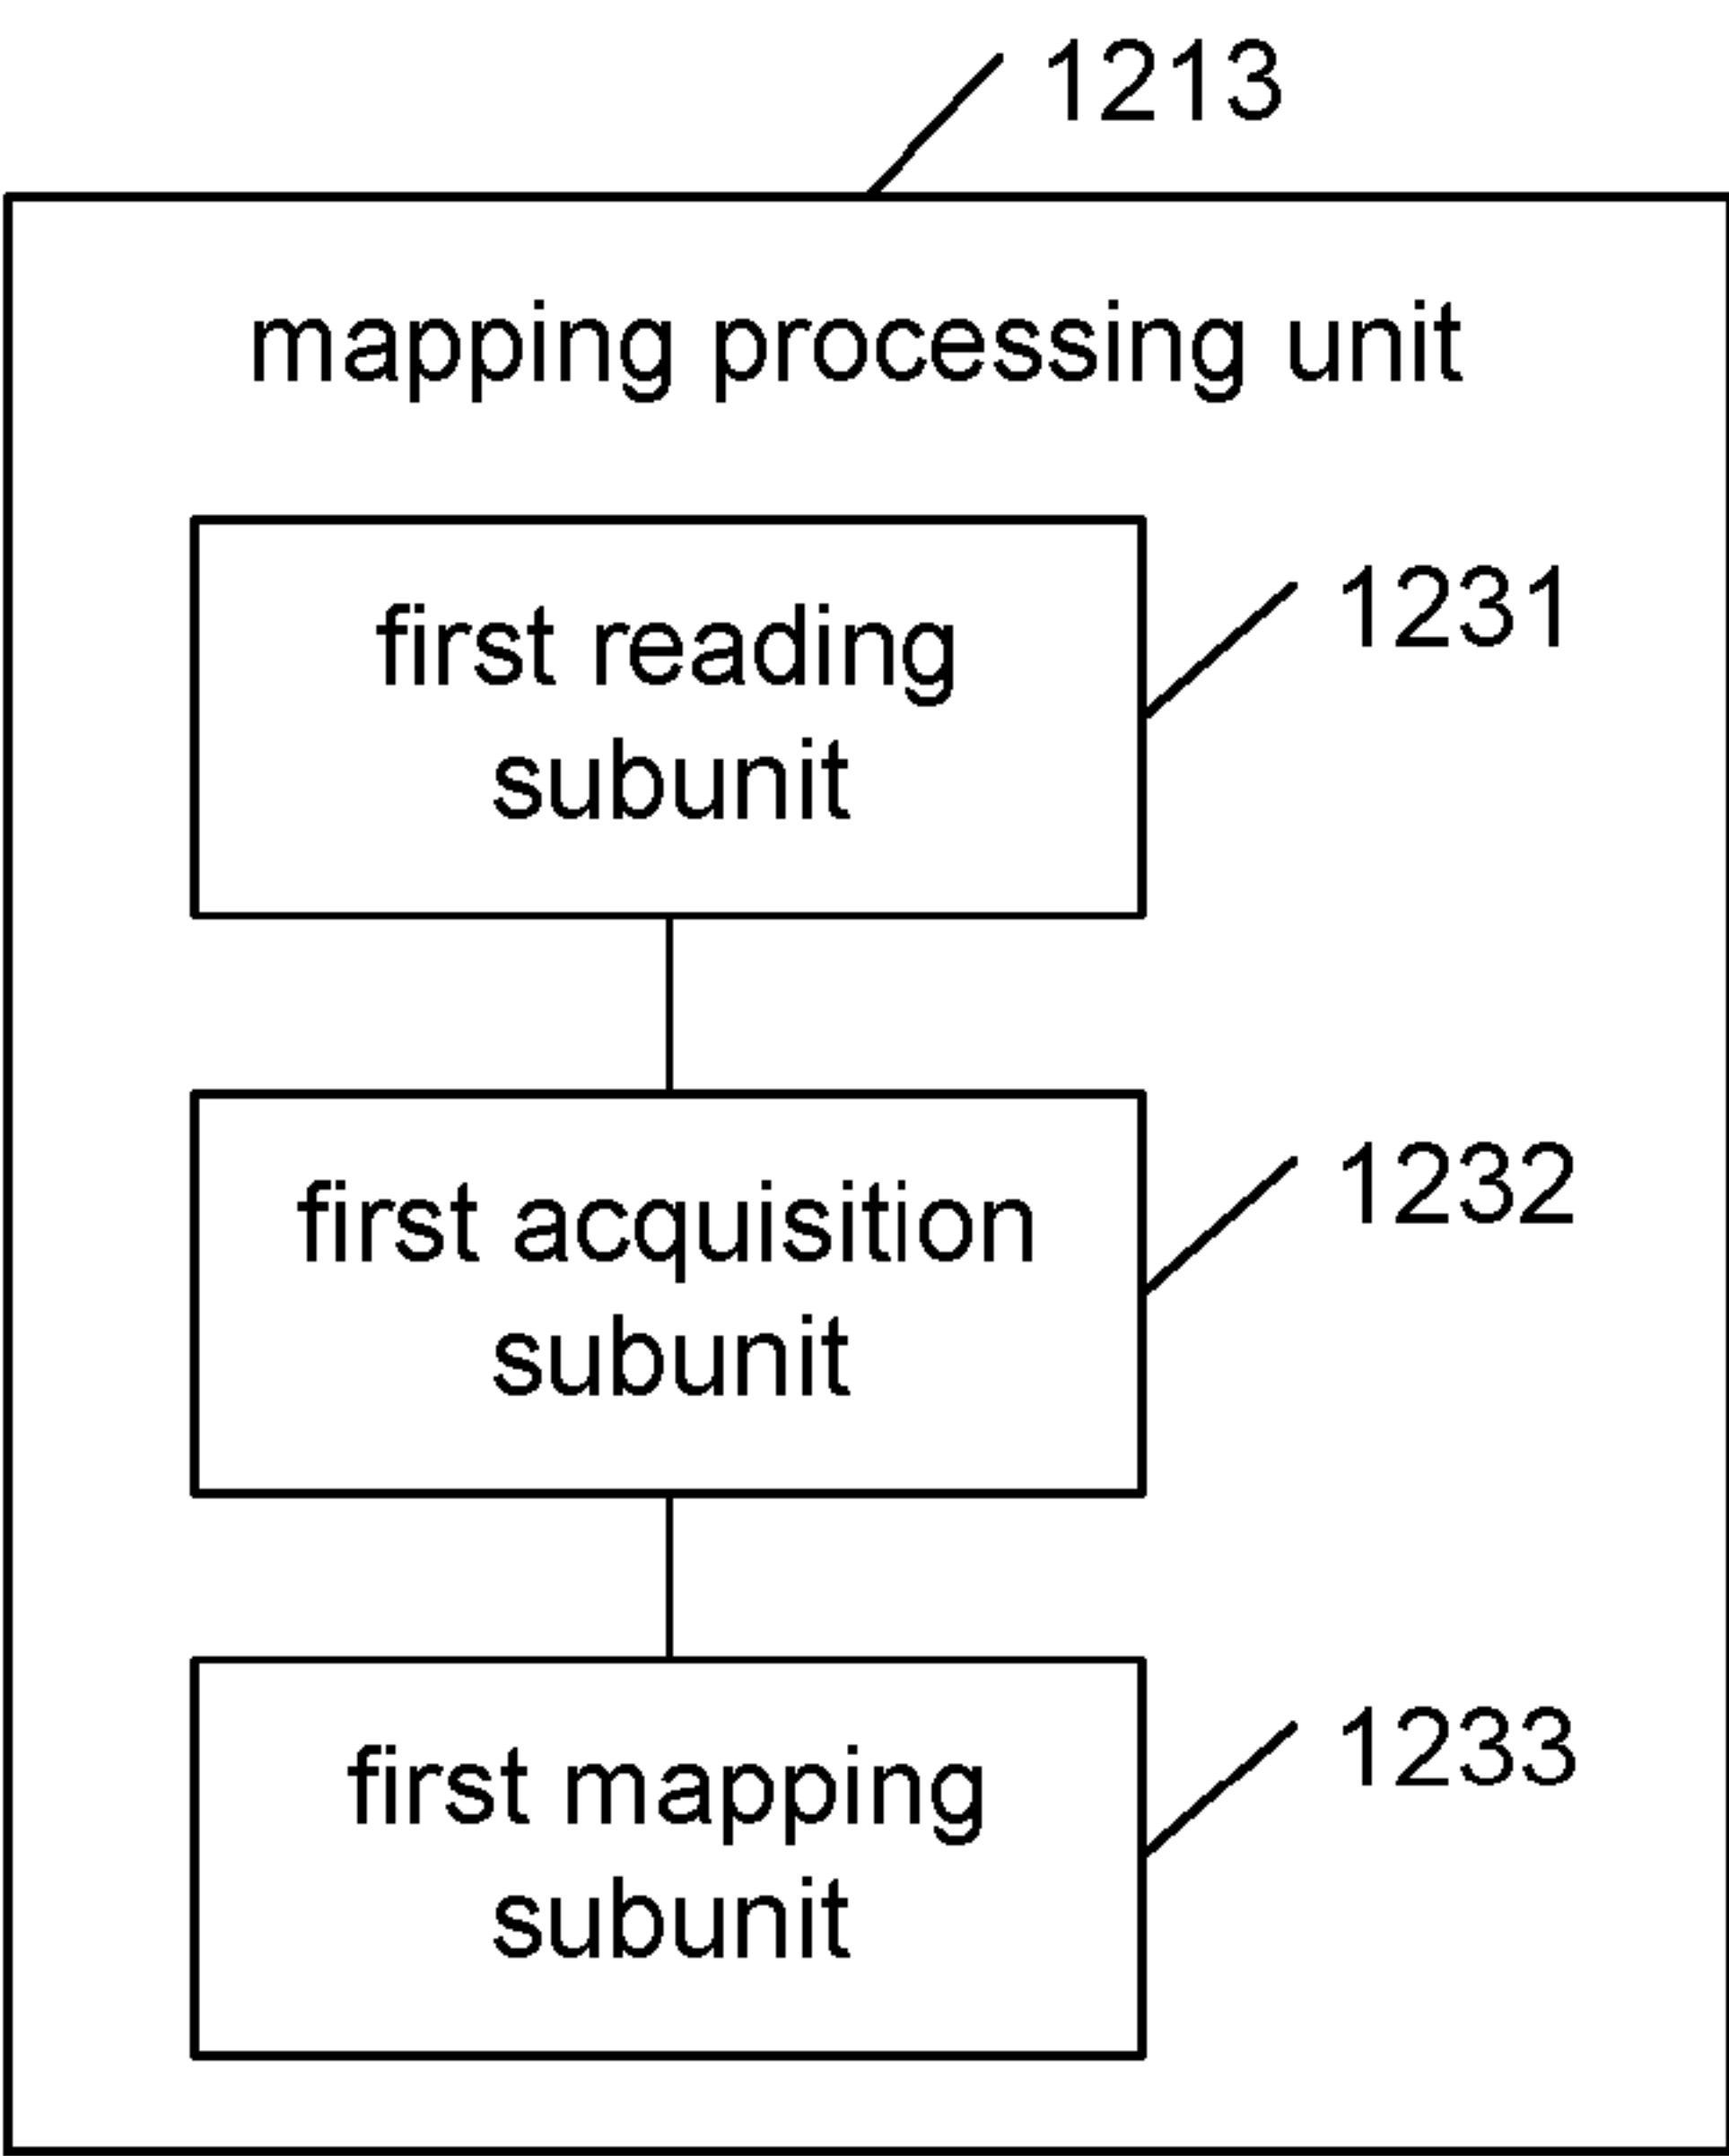 1213
mapping processing unit
first reading
subunit
1231
first acquisition
subunit
1232
first mapping
subunit
1233